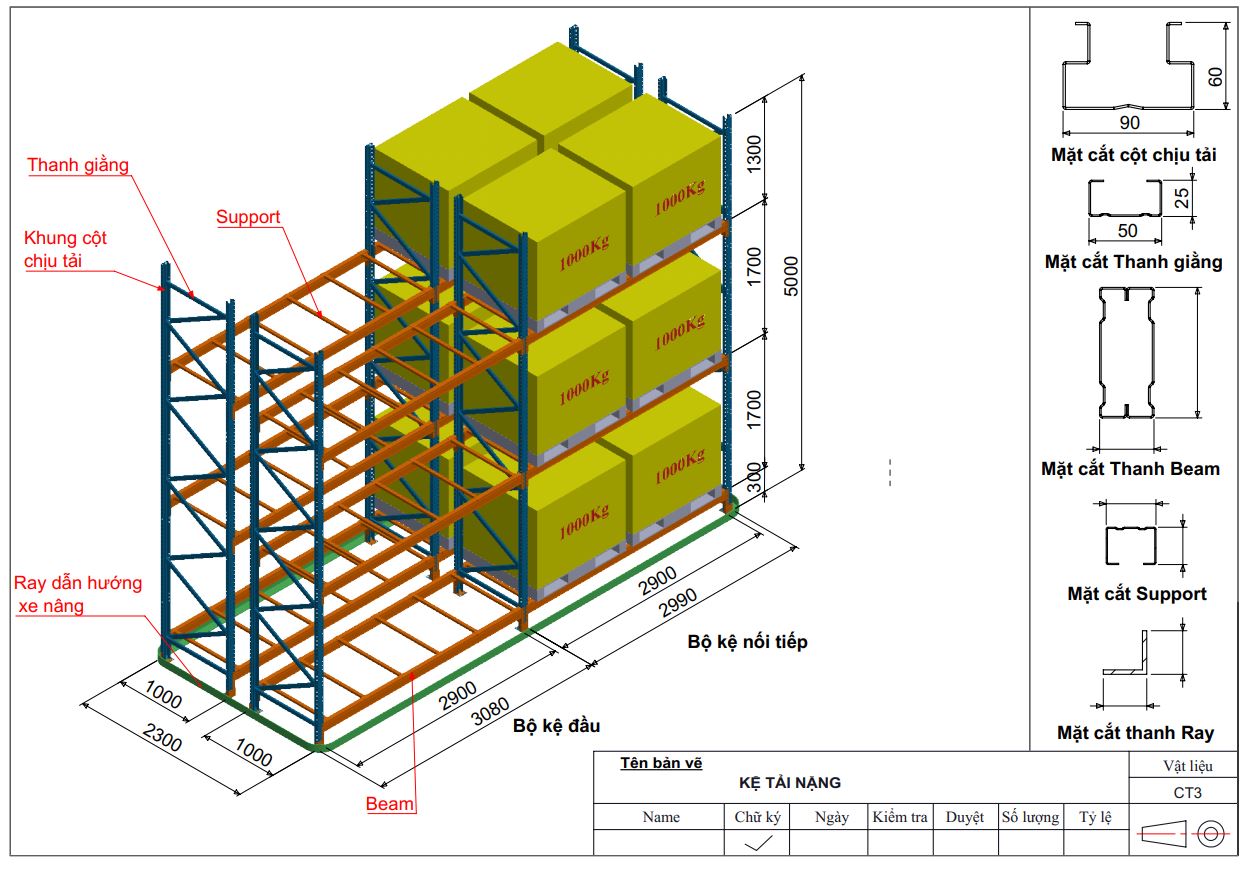 Thanh giằng
Support
Khung cột
chịu tải
Ray dẫn hướng
xe nâng
Beam
1000Kg
1000Kg
1000Kg
1000Kg
1000Kg
1000Kg
1300
1700
1700
300
5000
2900
2990
Bộ kệ nối tiếp
2900
3080
Bộ kệ đầu
1000
2300
1000
60
90
Mặt cắt cột chịu tải
25
50
Mặt cắt Thanh giằng
Mặt cắt Thanh Beam
Mặt cắt Support
Mặt cắt thanh Ray
Tên bản vẽ
KỆ TẢI NẶNG
Vật liệu
CT3
Name Chữ ký Ngày Kiểm tra Duyệt Số lượng Tỷ lệ